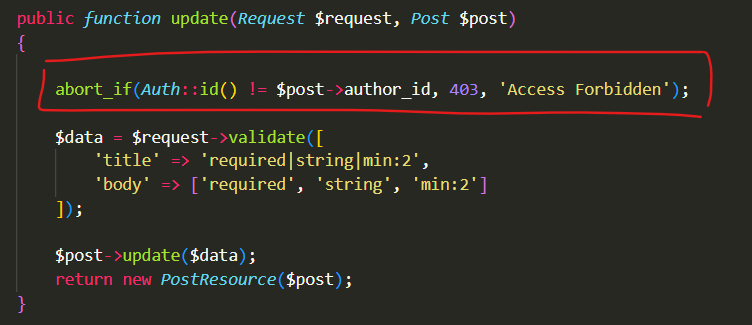 public function update(Request $request, Post $post)
{
abort_if(Auth::id() != $post->author_id, 403, 'Access Forbidden');
$data = $request->validate([
'title' => 'required|string|min:2',
'body' => ['required', 'string', 'min:2']
]);
$post->update($data);
return new PostResource($post);
}